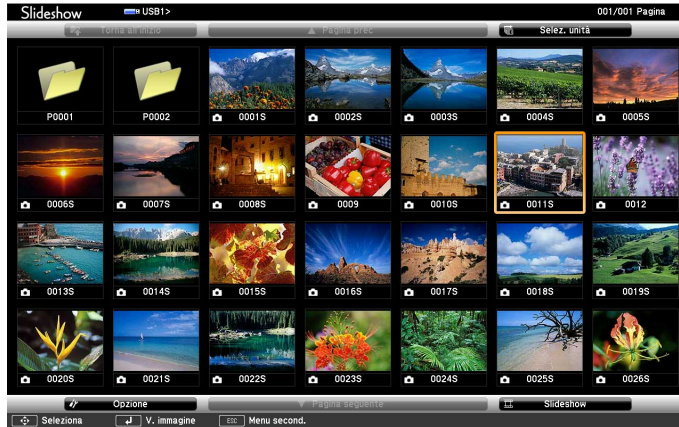 Slideshow USB1> 001/001 Pagina
Torna all'inizio Pagina prec Selez. unità
P0001 P0002 0001S 0002S 0003S 0004S 0005S
0006S 0007S 0008S 0009 0010S 0011S 0012
0013S 0014S 0015S 0016S 0017S 0018S 0019S
0020S 0021S 0022S 0023S 0024S 0025S 0026S
Opzione Pagina seguente Slideshow
Seleziona V. immagine ESC Menu second.